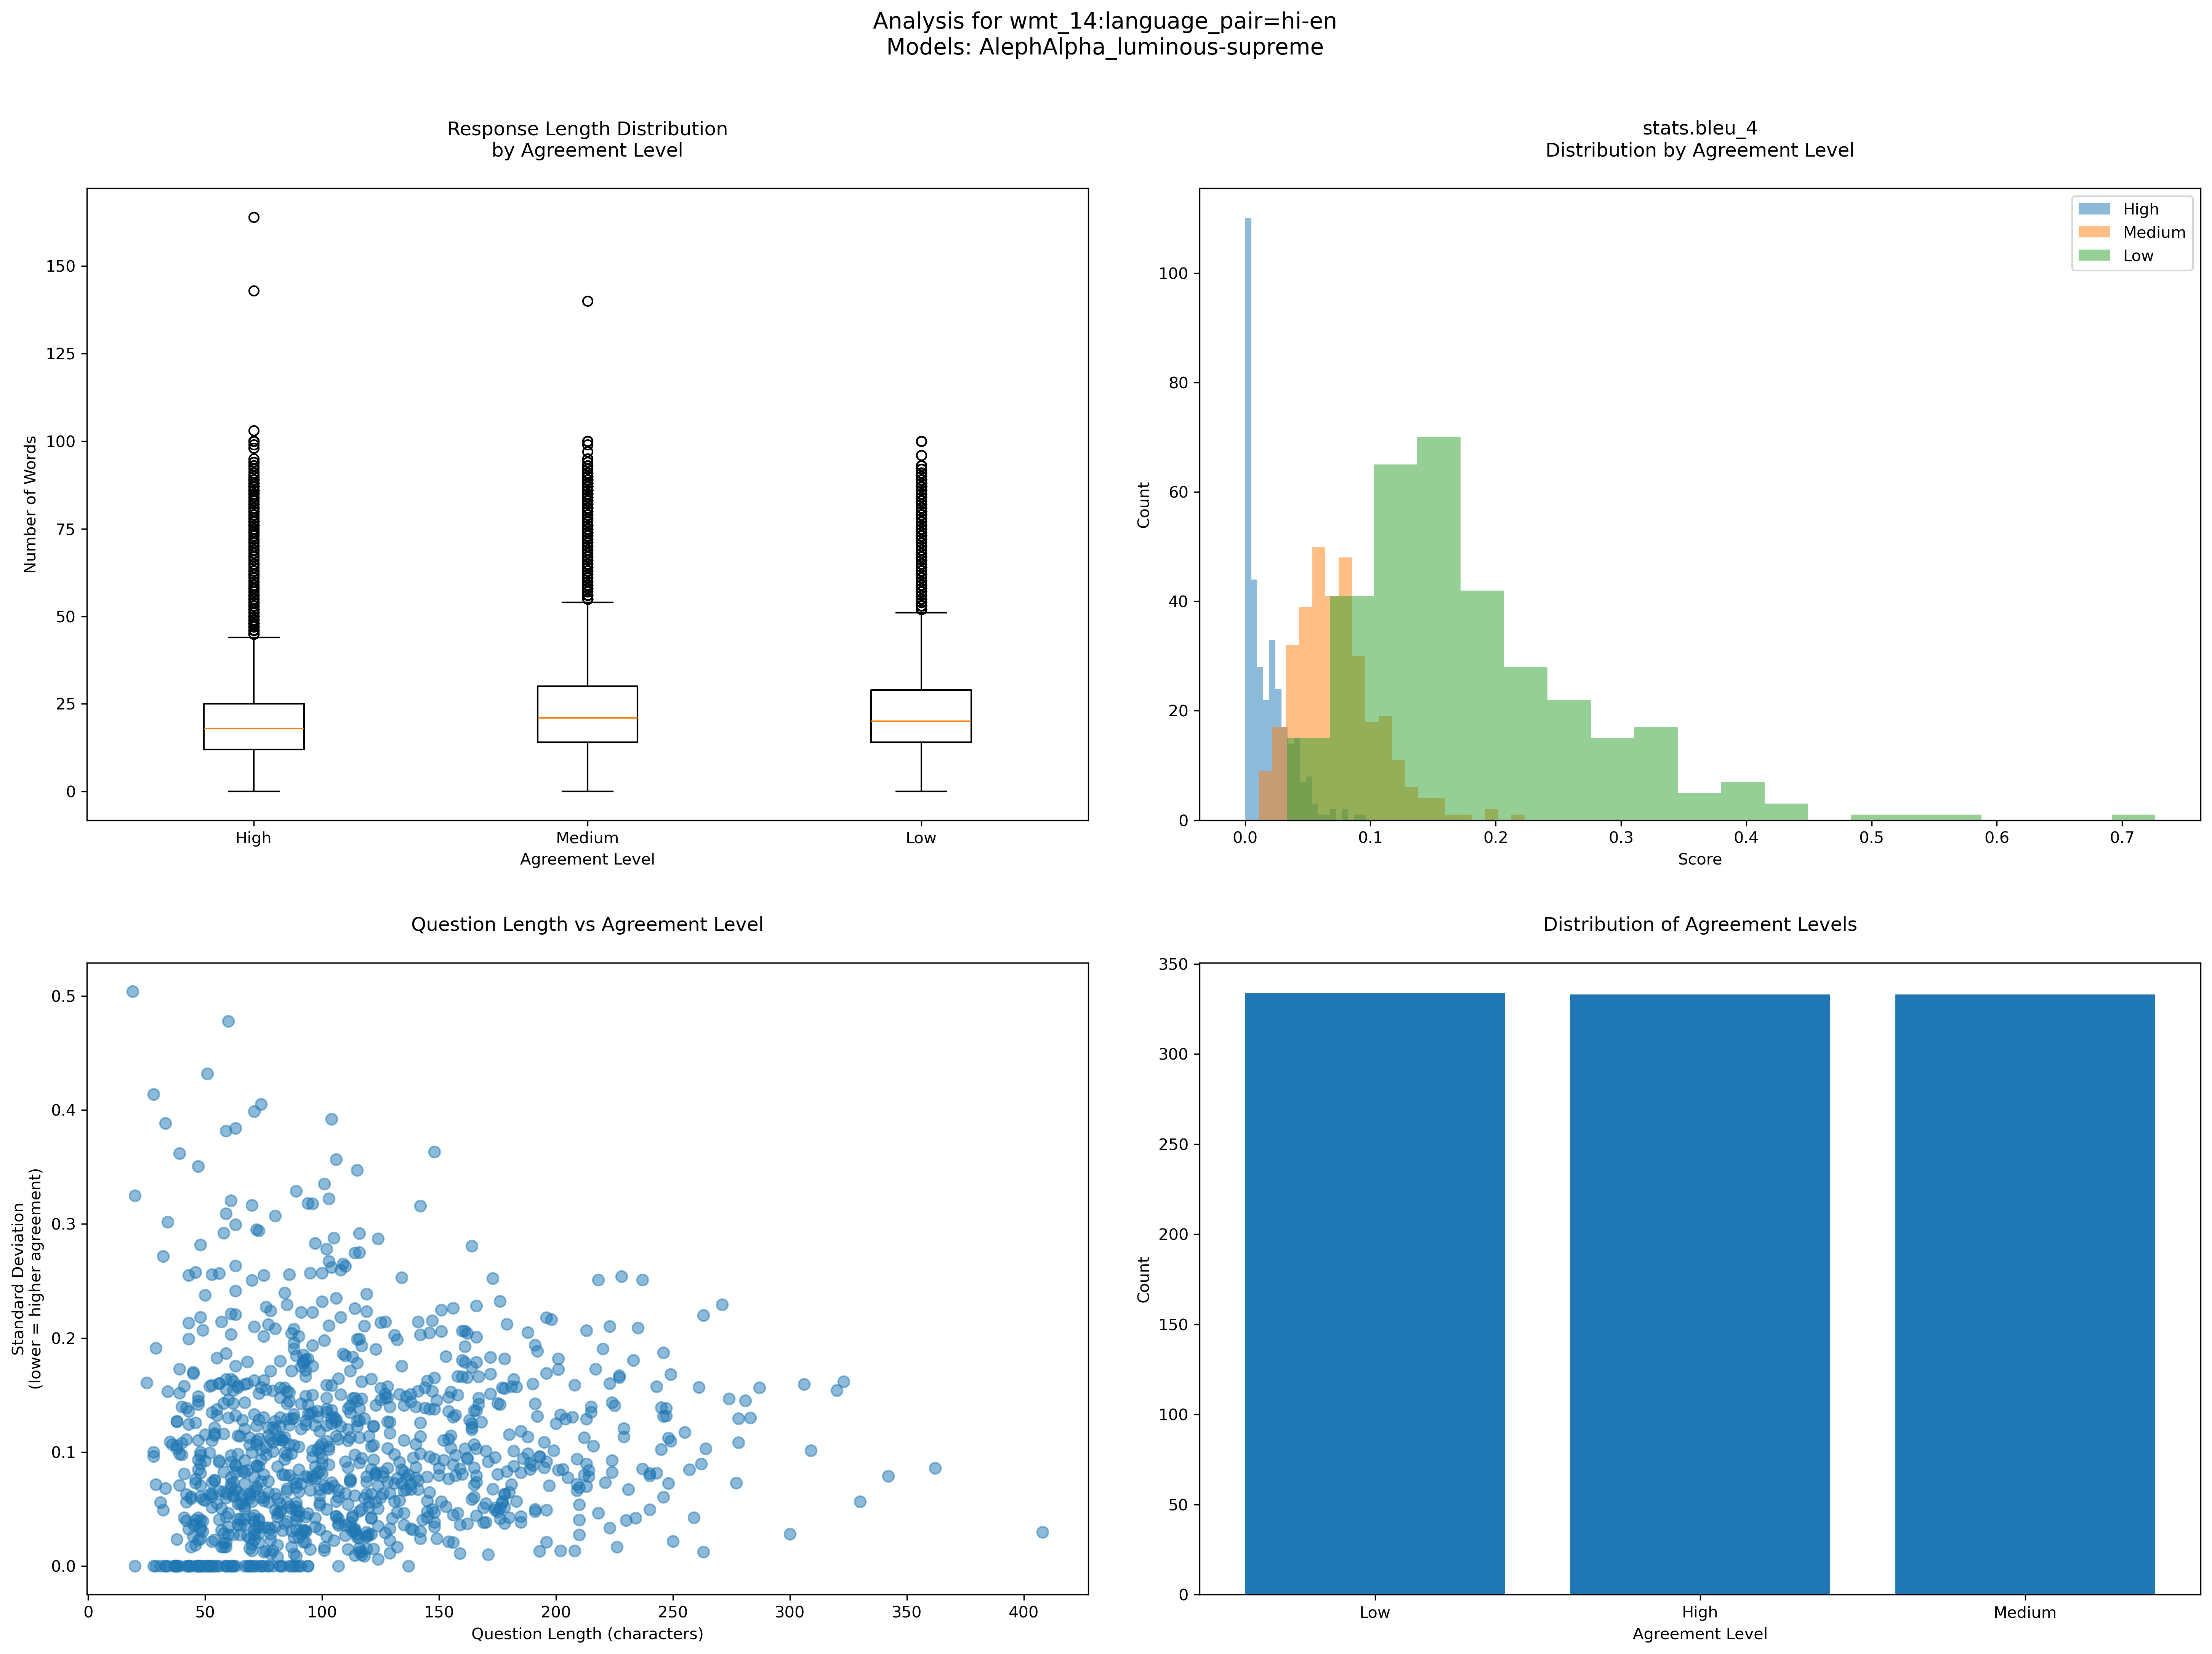 Analysis for wmt_14:language_pair=hi-en
Models: AlephAlpha_luminous-supreme
Response Length Distribution
by Agreement Level
Number of Words
150
125
100
75
50
25
0
High
Medium
Low
Agreement Level
stats.bleu_4
Distribution by Agreement Level
High
Medium
Low
Count
100
80
60
40
20
0
0.0
0.1
0.2
0.3
0.4
0.5
0.6
0.7
Score
Question Length vs Agreement Level
Standard Deviation
(lower = higher agreement)
0.5
0.4
0.3
0.2
0.1
0.0
0
50
100
150
200
250
300
350
400
Question Length (characters)
Distribution of Agreement Levels
Count
350
300
250
200
150
100
50
0
Low
High
Medium
Agreement Level